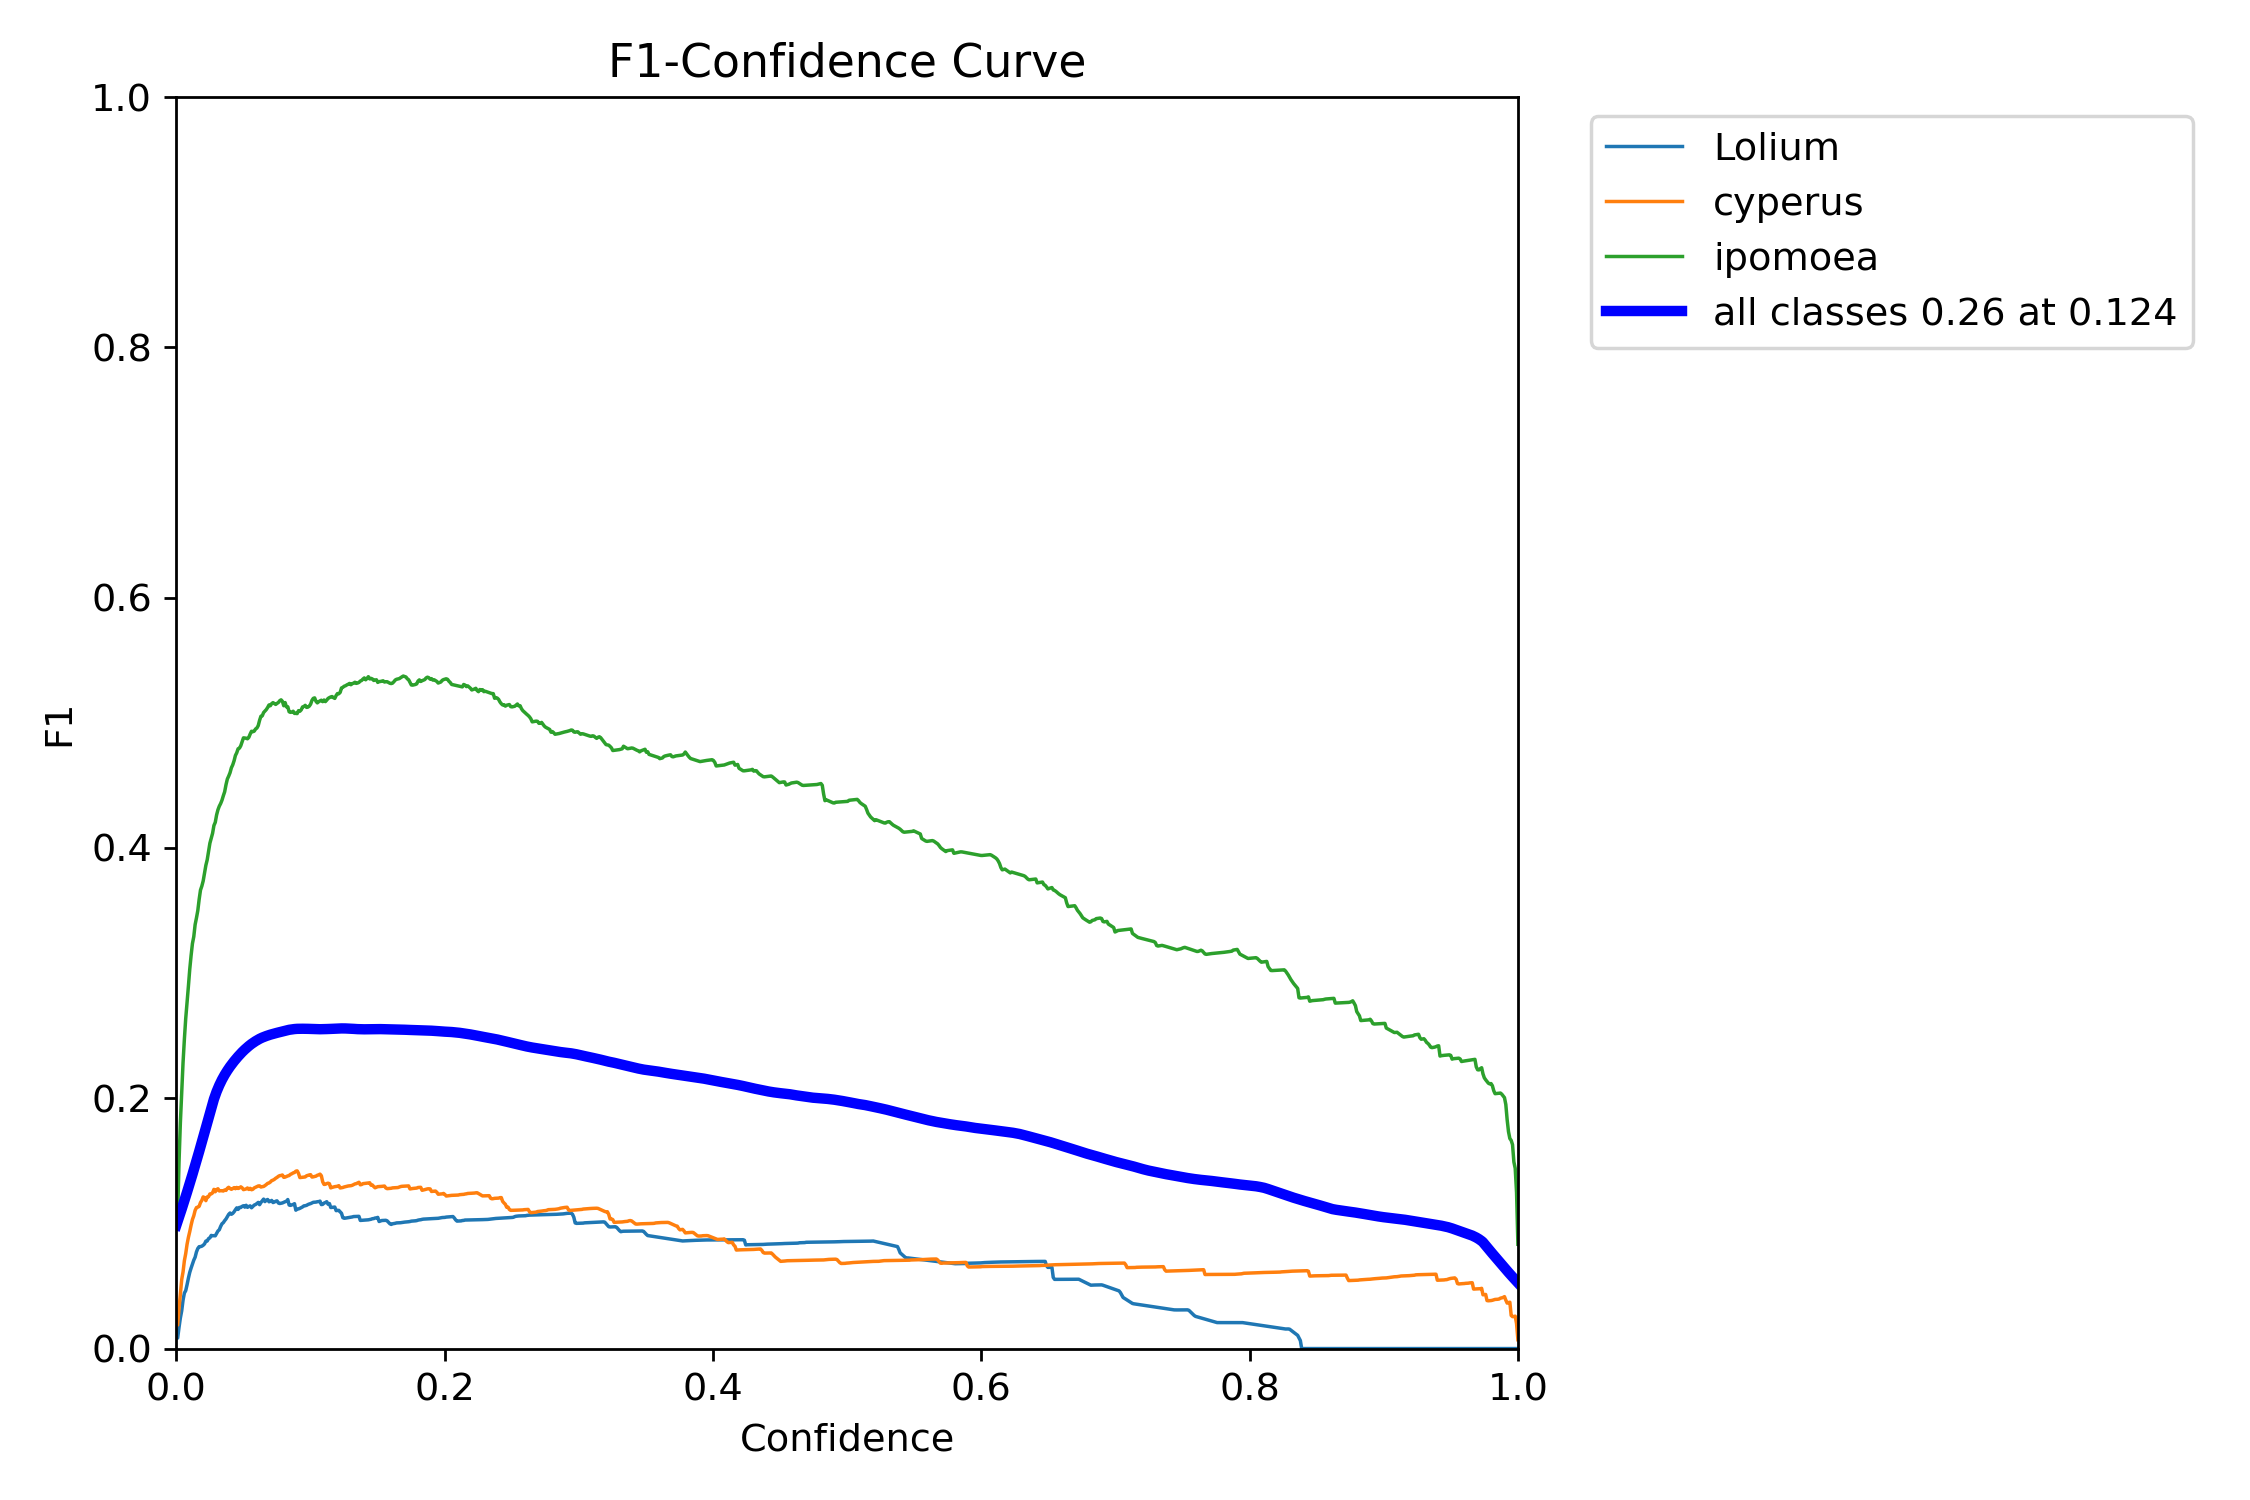 F1-Confidence Curve
1.0
0.8
0.6
0.4
0.2
0.0
F1
0.0 0.2 0.4 0.6 0.8 1.0
Confidence
Lolium
cyperus
ipomoea
all classes 0.26 at 0.124